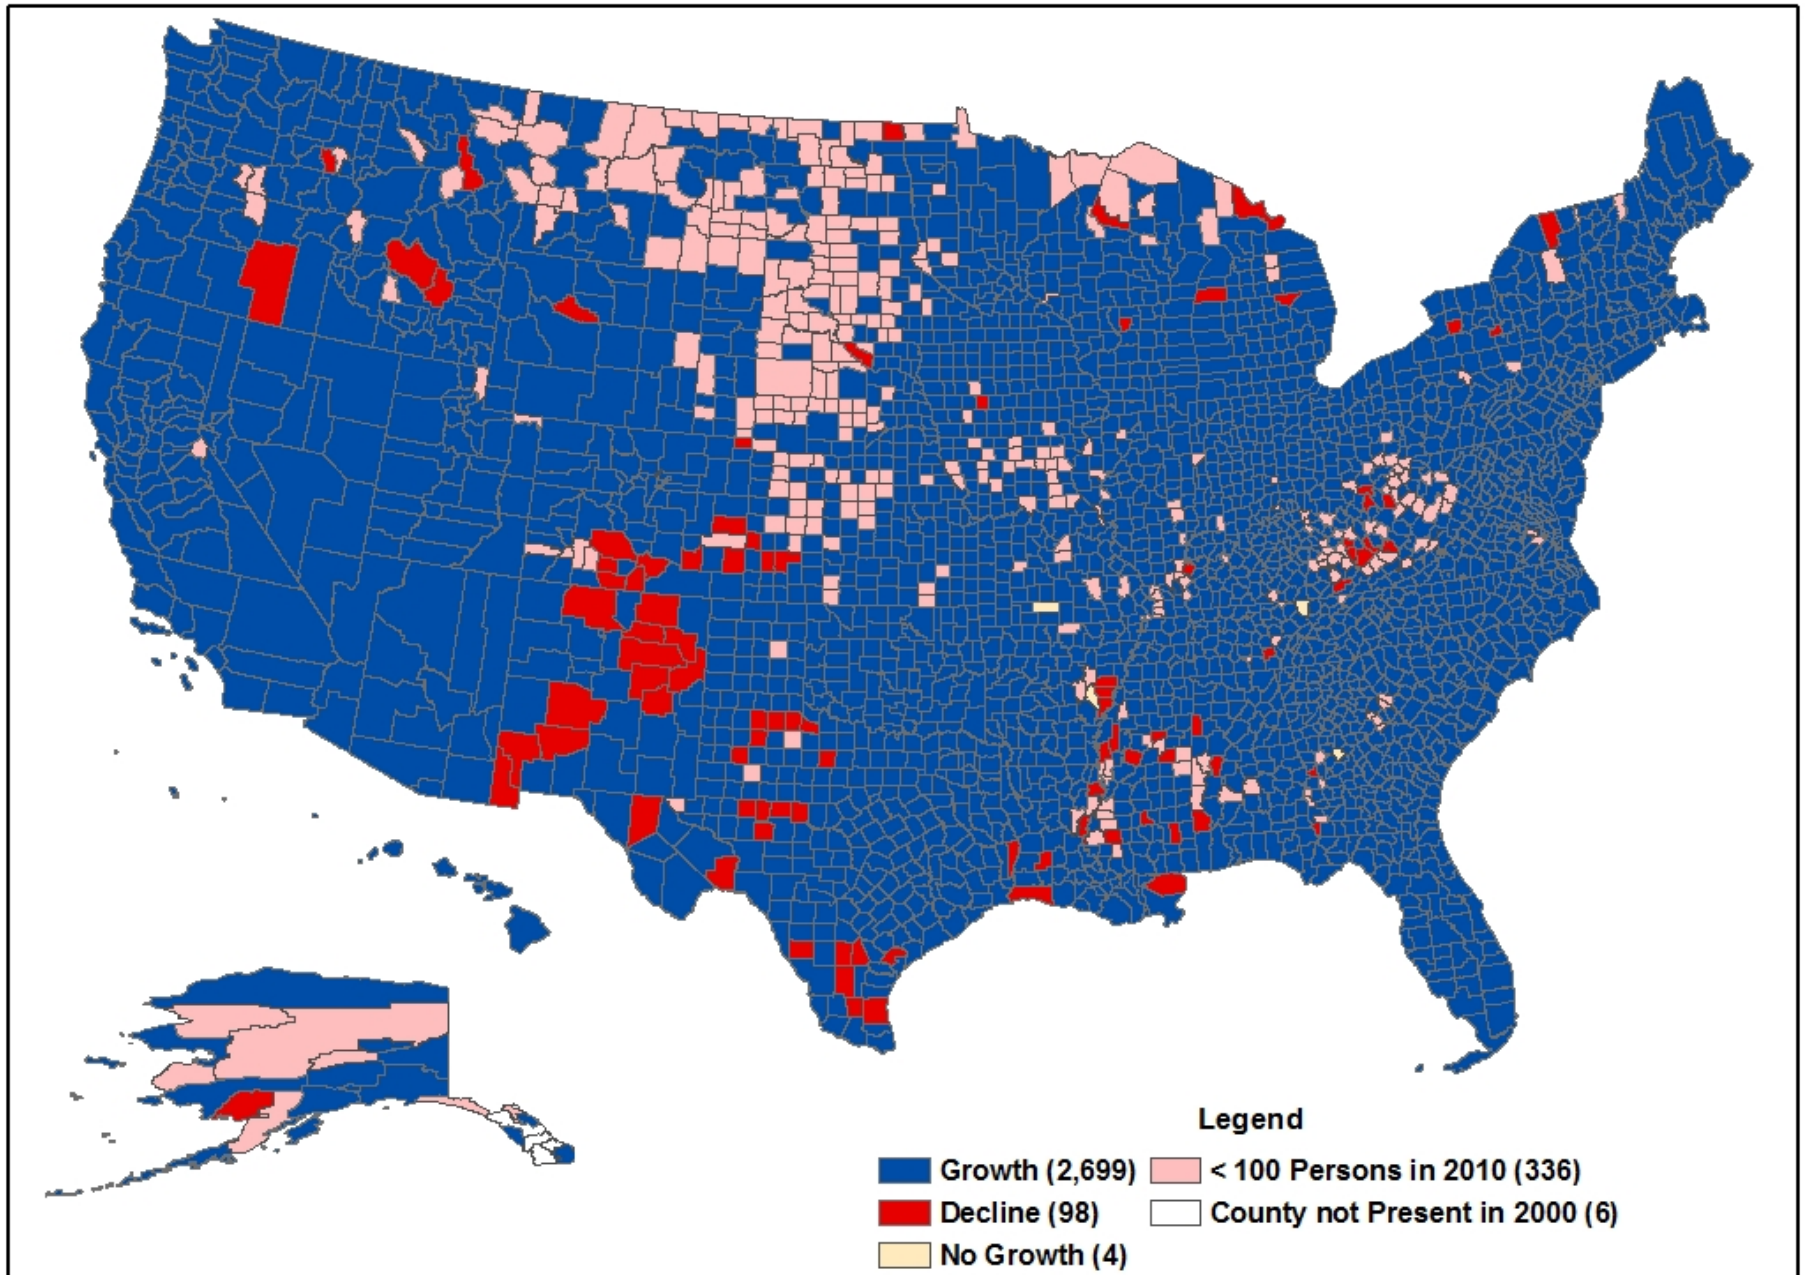 Legend
Growth (2,699)
< 100 Persons in 2010 (336)
Decline (98)
County not Present in 2000 (6)
No Growth (4)